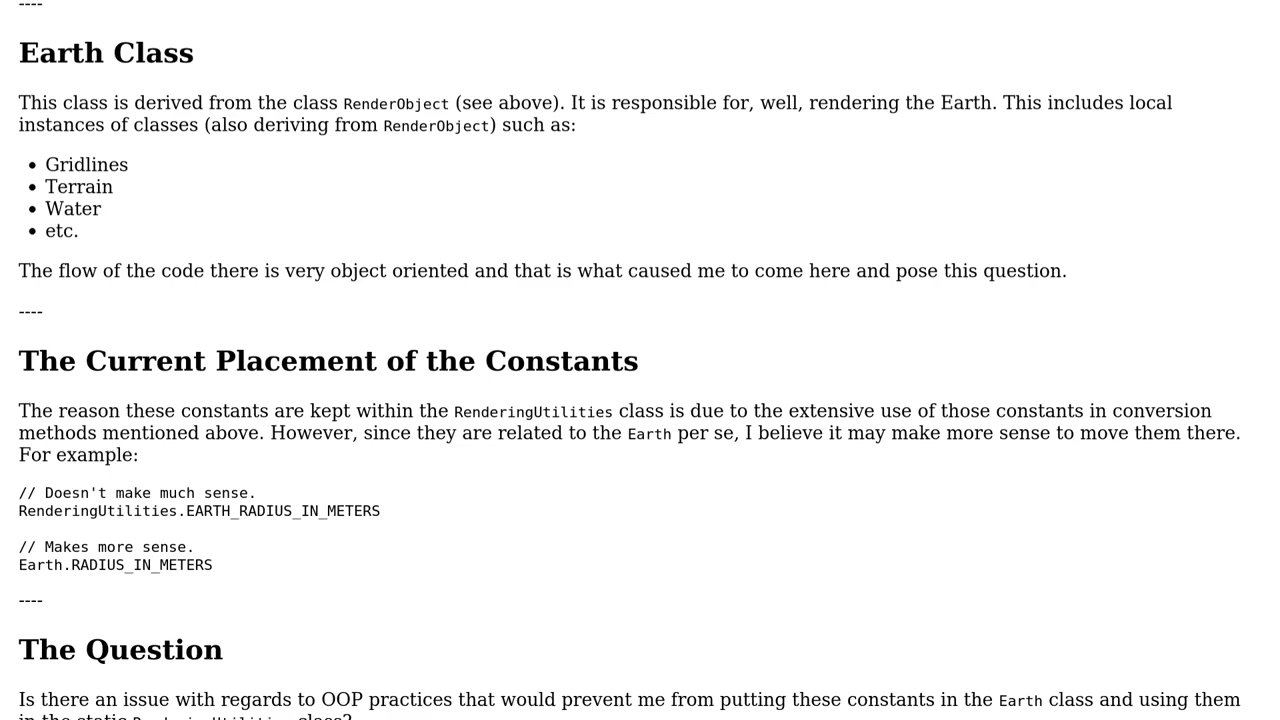 ----
Earth Class
This class is derived from the class RenderObject (see above). It is responsible for, well, rendering the Earth. This includes local
instances of classes (also deriving from RenderObject) such as:
• Gridlines
• Terrain
• Water
• etc.
The flow of the code there is very object oriented and that is what caused me to come here and pose this question.
----
The Current Placement of the Constants
The reason these constants are kept within the RenderingUtilities class is due to the extensive use of those constants in conversion
methods mentioned above. However, since they are related to the Earth per se, I believe it may make more sense to move them there.
For example:
// Doesn't make much sense.
RenderingUtilities.EARTH_RADIUS_IN_METERS
// Makes more sense.
Earth.RADIUS_IN_METERS
----
The Question
Is there an issue with regards to OOP practices that would prevent me from putting these constants in the Earth class and using them
in the static RenderingUtilities class?